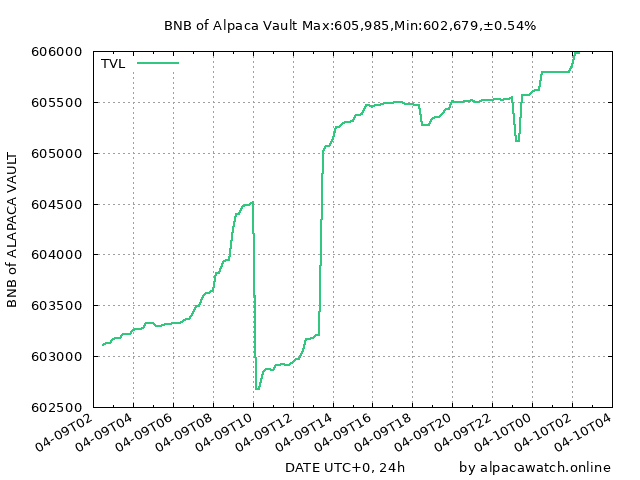 BNB of Alpaca Vault Max:605,985,Min:602,679,±0.54%
TVL
606000
605500
605000
604500
604000
603500
603000
602500
BNB of ALAPACA VAULT
04-09T02
04-09T04
04-09T06
04-09T08
04-09T10
04-09T12
04-09T14
04-09T16
04-09T18
04-09T20
04-09T22
04-10T00
04-10T02
04-10T04
DATE UTC+0, 24h
by alpacawatch.online